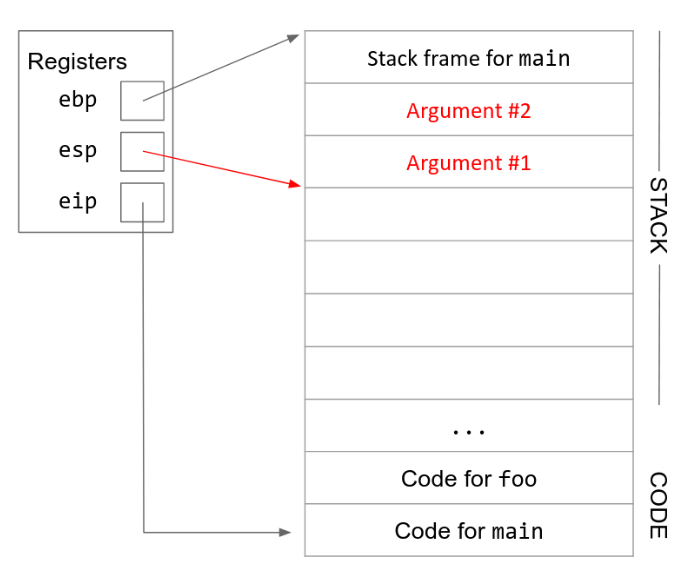 Registers
ebp
esp
eip
Stack frame for main
Argument #2
Argument #1
...
Code for foo
Code for main
STACK
CODE